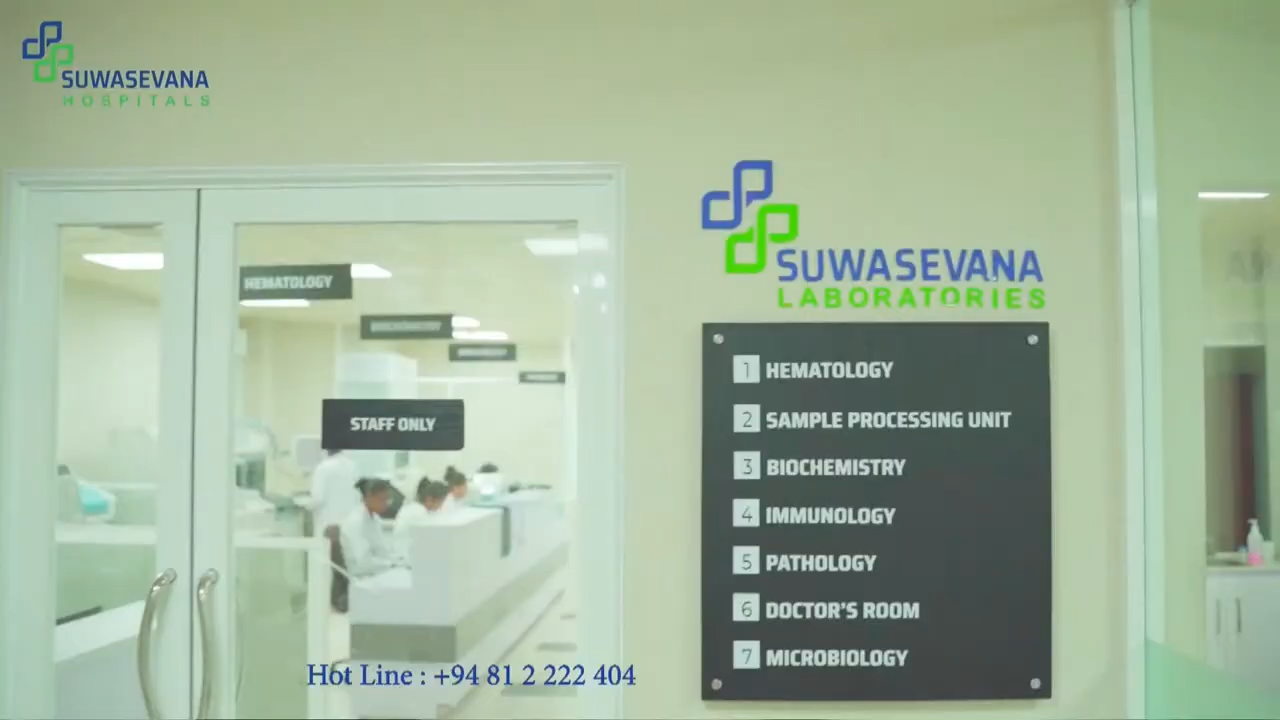 SUWASEVANA
HOSPITALS
SUWASEVANA
LABORATORIES
HEMATOLOGY
STAFF ONLY
1 HEMATOLOGY
2 SAMPLE PROCESSING UNIT
3 BIOCHEMISTRY
4 IMMUNOLOGY
5 PATHOLOGY
6 DOCTOR'S ROOM
7 MICROBIOLOGY
Hot Line : +94 81 2 222 404